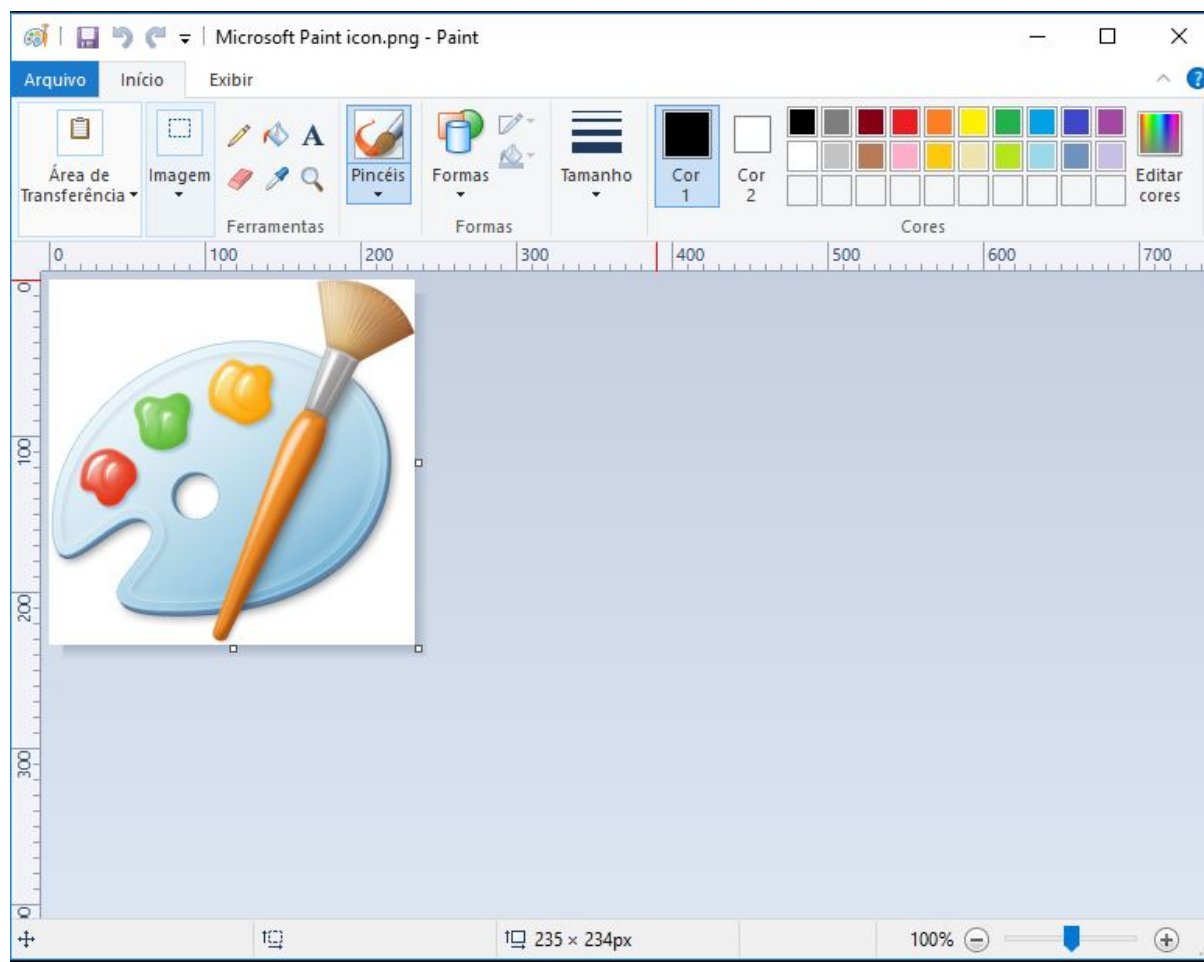 Microsoft Paint icon.png - Paint
Arquivo Início Exibir
Área de Transferência
Imagem
A
Ferramentas
Pincéis
Formas
Formas
Tamanho
Cor 1
Cor 2
Cores
Editar cores
?
0 100 200 300 400 500 600 700
0
100
200
300
235 × 234px
100%